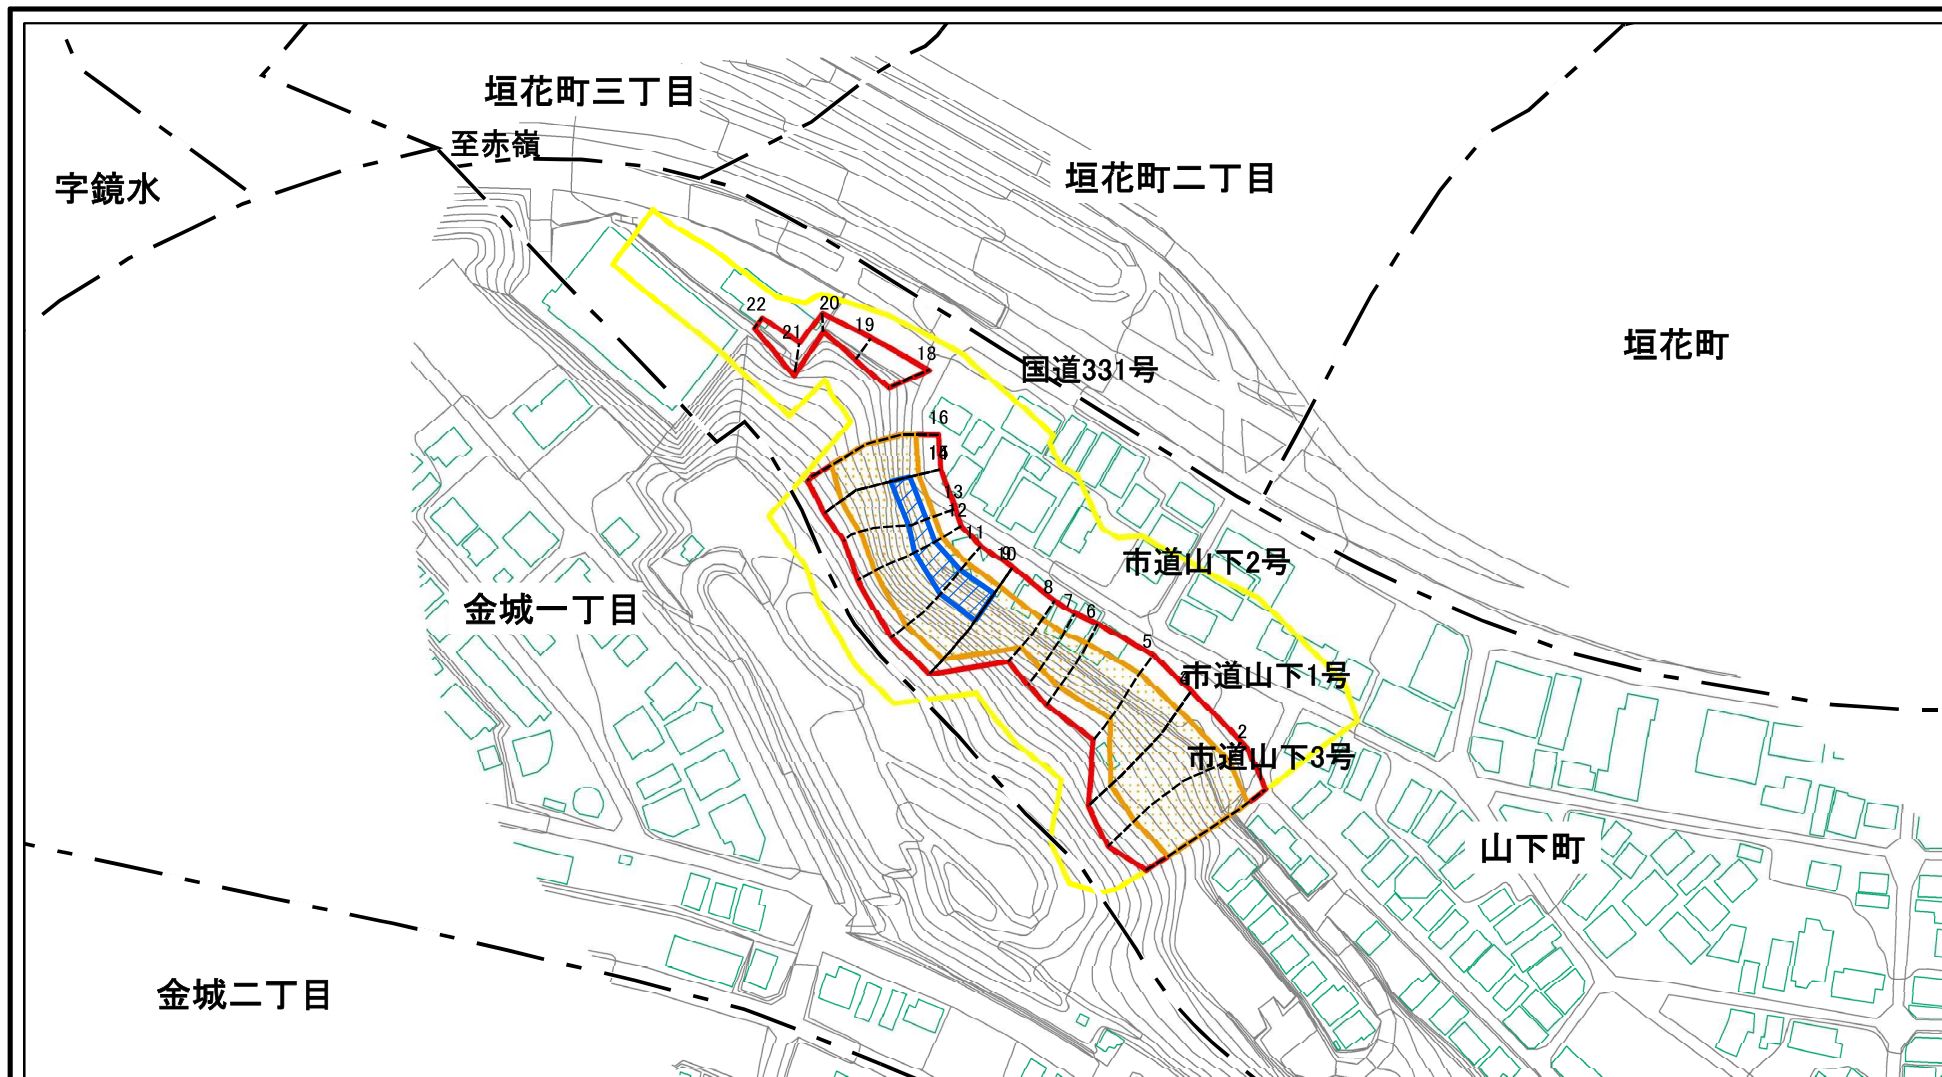 垣花町三丁目
至赤嶺
字鏡水
垣花町二丁目
垣花町
国道331号
22
21
20
19
18
16
13
12
11
8
7
6
5
2
市道山下2号
市道山下1号
市道山下3号
金城一丁目
山下町
金城二丁目